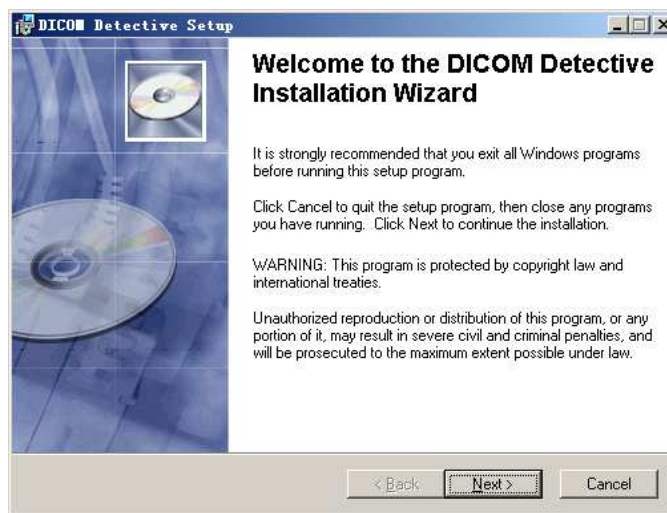 DICOM Detective Setup
Welcome to the DICOM Detective
Installation Wizard
It is strongly recommended that you exit all Windows programs
before running this setup program.
Click Cancel to quit the setup program, then close any programs
you have running. Click Next to continue the installation.
WARNING: This program is protected by copyright law and
international treaties.
Unauthorized reproduction or distribution of this program, or any
portion of it, may result in severe civil and criminal penalties, and
will be prosecuted to the maximum extent possible under law.
< Back
Next >
Cancel